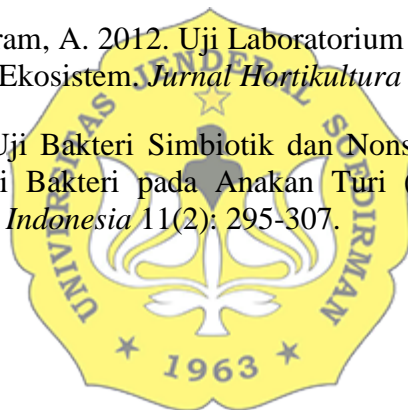 ram, A. 2012. Uji Laboratorium
Ekosistem. Jurnal Hortikultura
Uji Bakteri Simbiotik dan Nons
i Bakteri pada Anakan Turi (
Indonesia 11(2): 295-307.
UNIVERSITAS JENDERAL SOEDIRMAN
★ 1963 ★